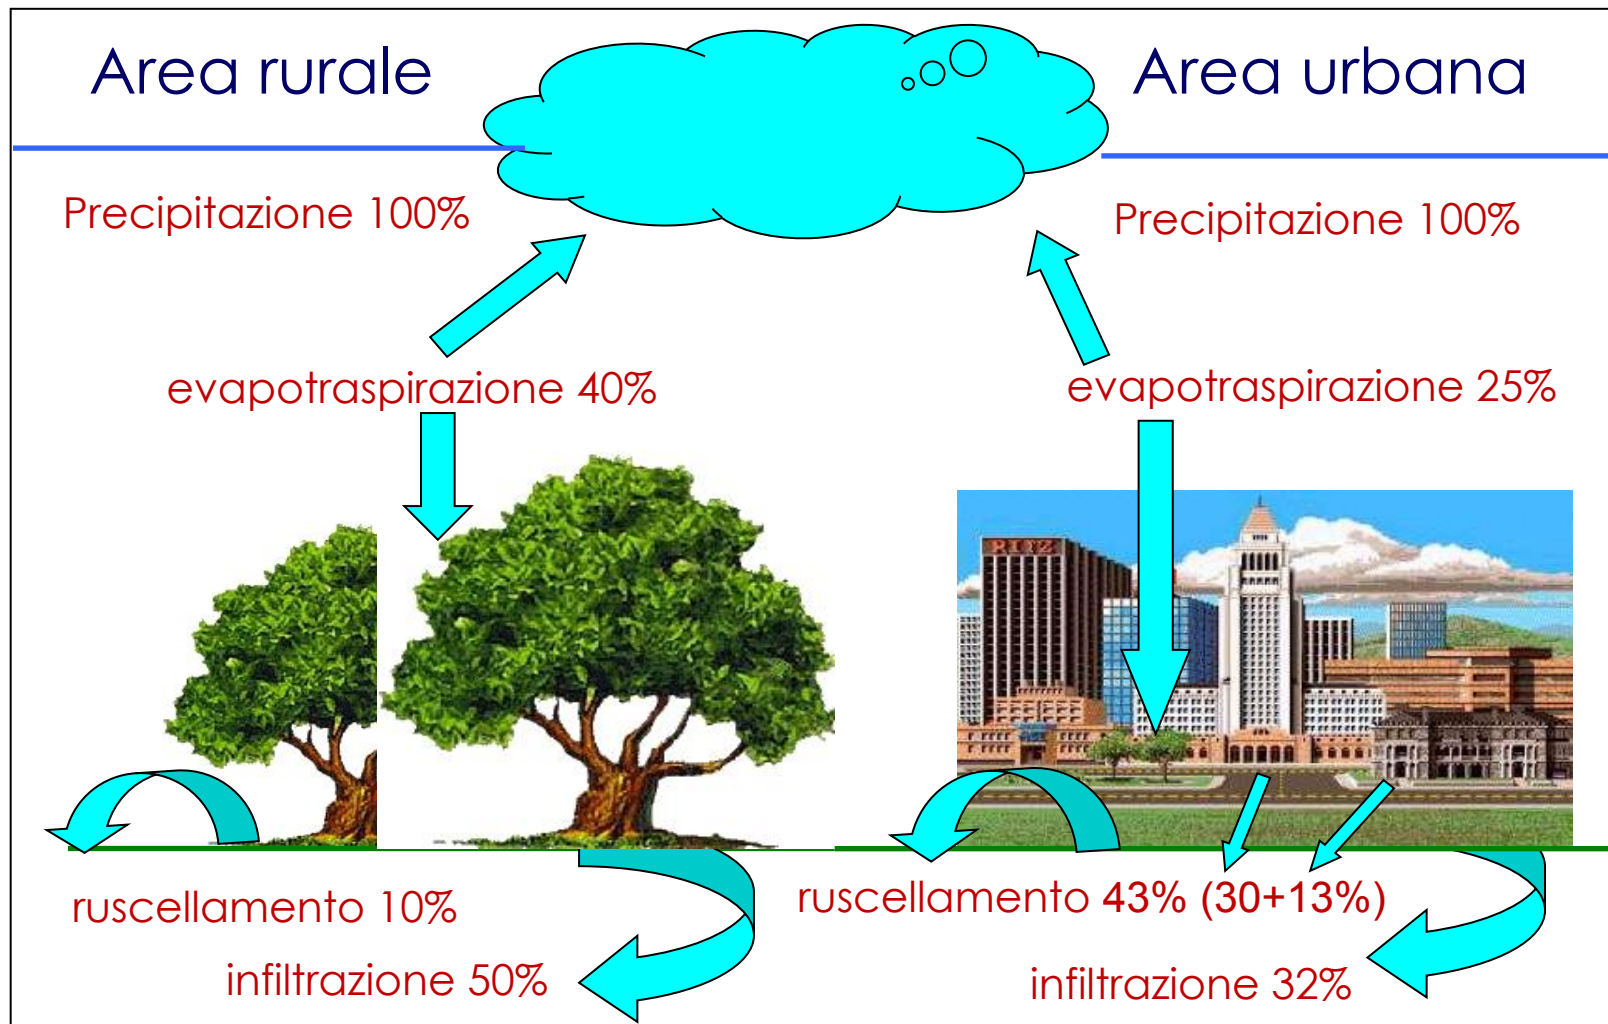 Area rurale
Area urbana
Precipitazione 100%
Precipitazione 100%
evapotraspirazione 40%
evapotraspirazione 25%
RITZ
ruscellamento 10%
ruscellamento 43% (30+13%)
infiltrazione 50%
infiltrazione 32%